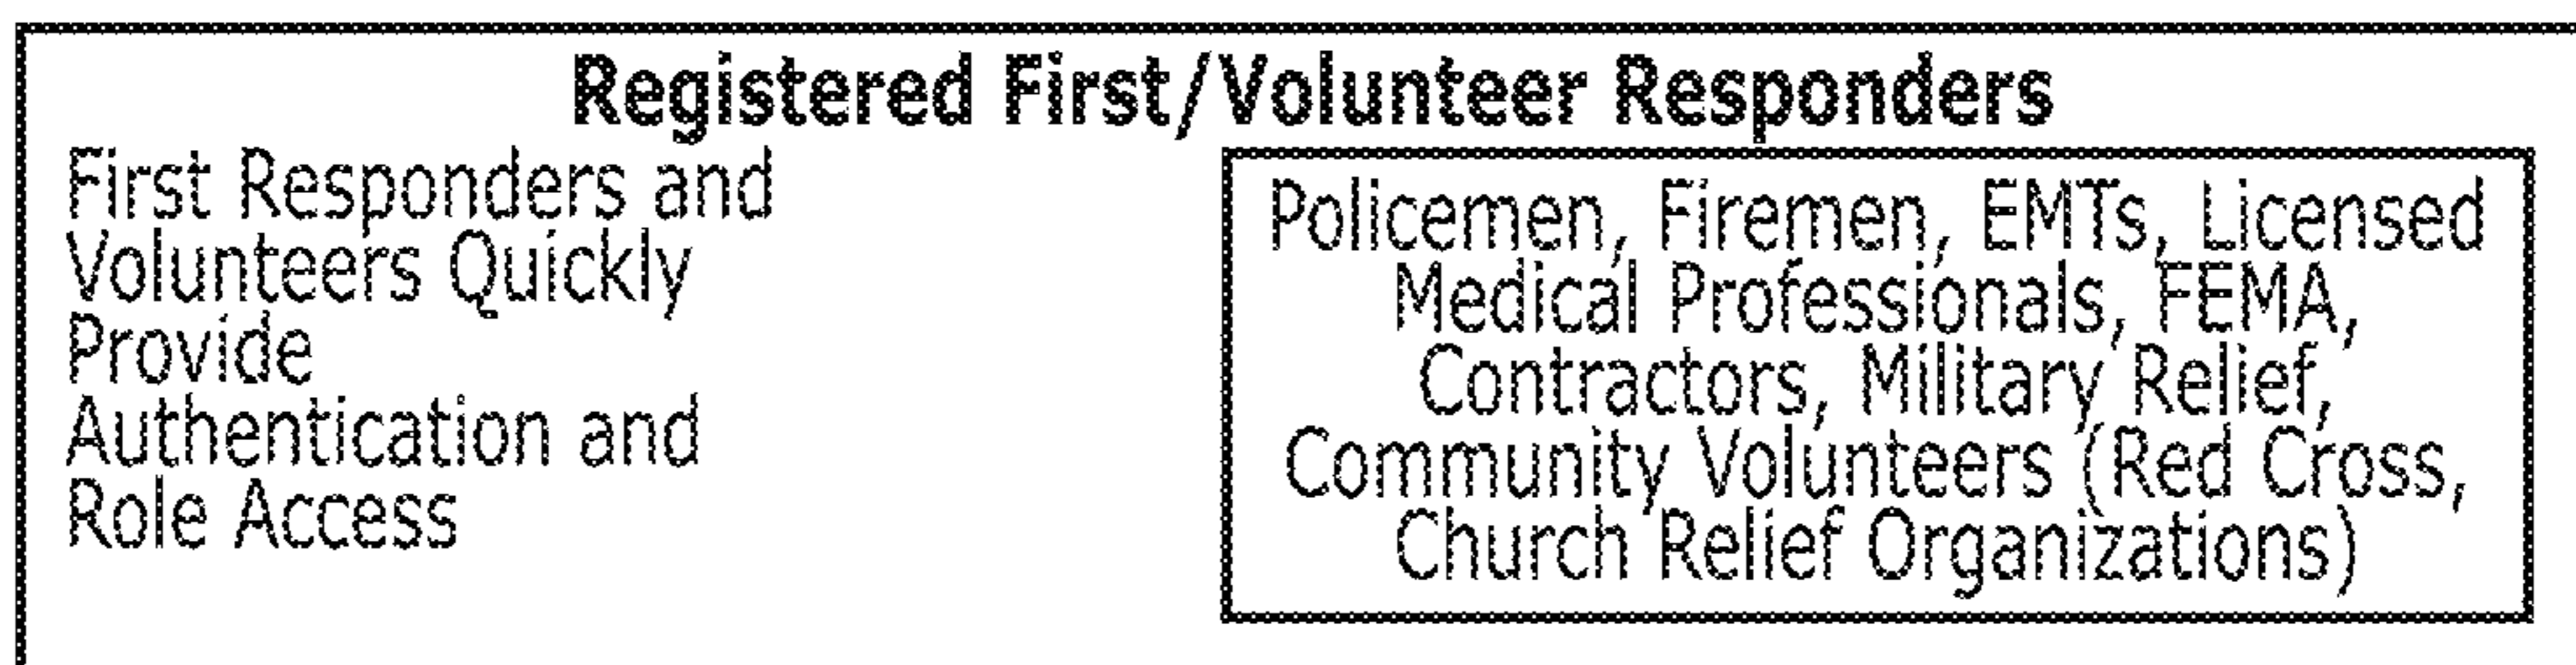 Registered First/Volunteer Responders
First Responders and
Volunteers Quickly
Provide
Authentication and
Role Access
Policemen, Firemen, EMTs, Licensed
Medical Professionals, FEMA,
Contractors, Military Relief,
Community Volunteers (Red Cross,
Church Relief Organizations)